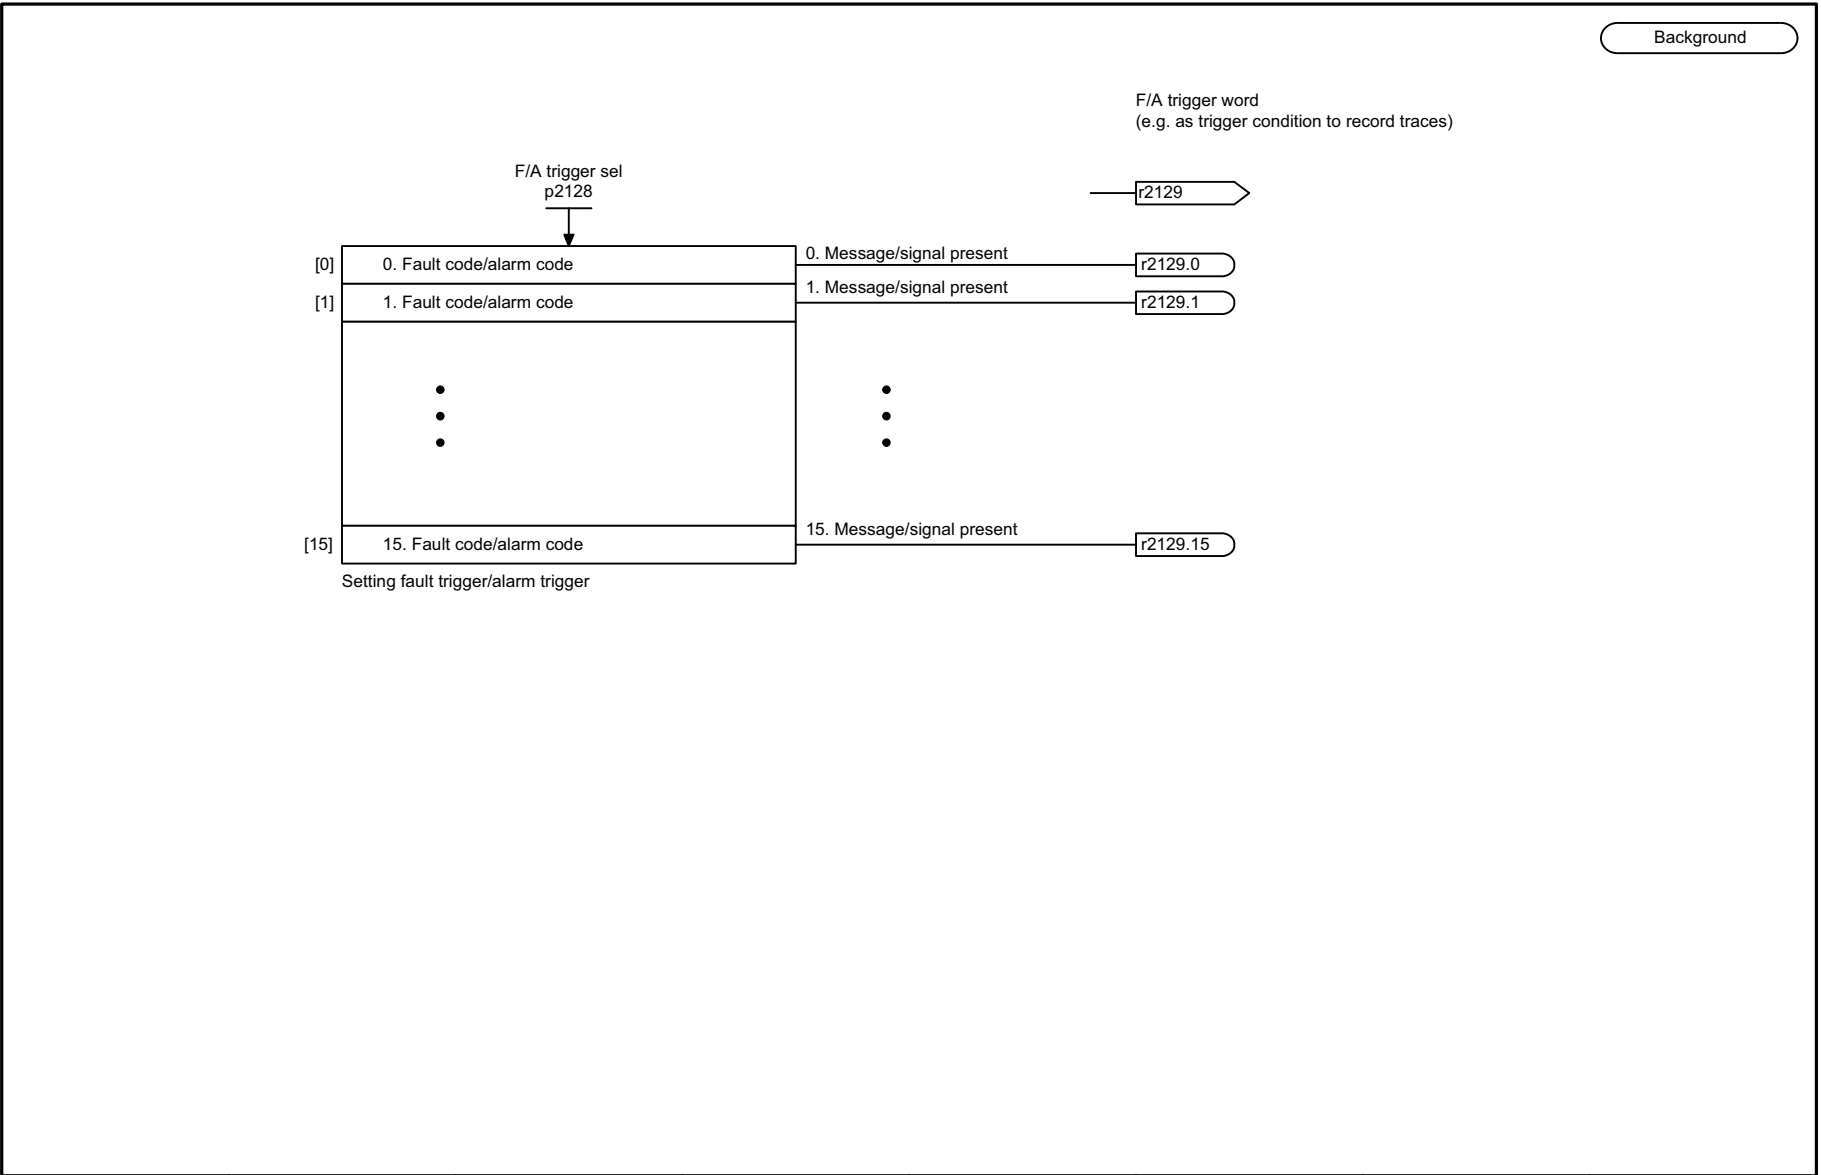 Background
F/A trigger word
(e.g. as trigger condition to record traces)
F/A trigger sel
p2128
r2129
[0] 0. Fault code/alarm code 0. Message/signal present r2129.0
[1] 1. Fault code/alarm code 1. Message/signal present r2129.1
[15] 15. Fault code/alarm code 15. Message/signal present r2129.15
Setting fault trigger/alarm trigger